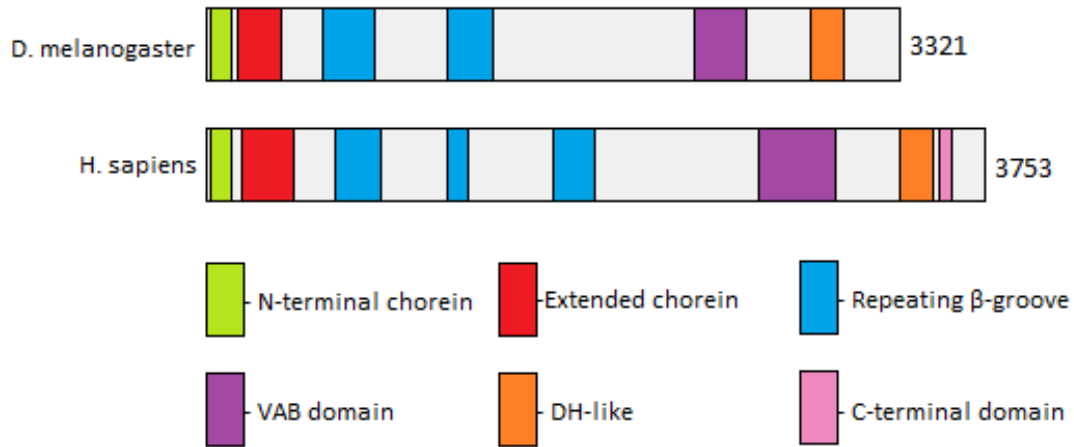 D. melanogaster
3321
H. sapiens
3753
N-terminal chorein
Extended chorein
Repeating β-groove
VAB domain
DH-like
C-terminal domain